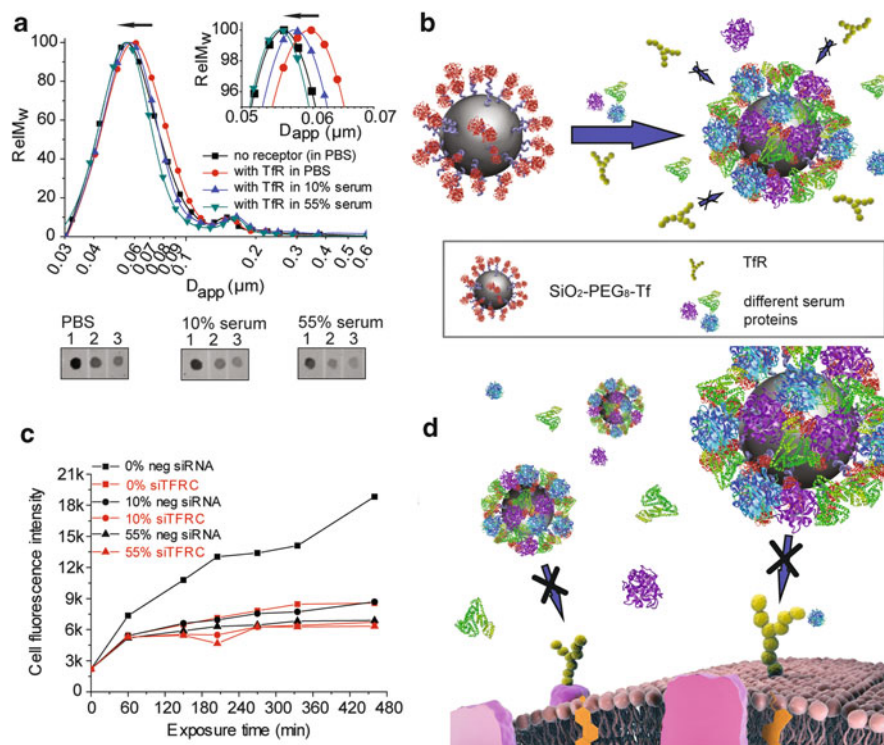 a
RelM_W
100
80
60
40
20
0
0.03
0.04
0.06
0.07
0.08
0.09
0.1
0.2
0.3
0.4
0.5
0.6
D_app (μm)
RelM_W
100
98
96
0.05
0.06
0.07
D_app (μm)
no receptor (in PBS)
with TfR in PBS
with TfR in 10% serum
with TfR in 55% serum
PBS
1 2 3
10% serum
1 2 3
55% serum
1 2 3
b
SiO₂-PEG₈-Tf
TfR
different serum
proteins
c
Cell fluorescence intensity
21k
18k
15k
12k
9k
6k
3k
0
0% neg siRNA
0% siTFRC
10% neg siRNA
10% siTFRC
55% neg siRNA
55% siTFRC
0 60 120 180 240 300 360 420 480
Exposure time (min)
d